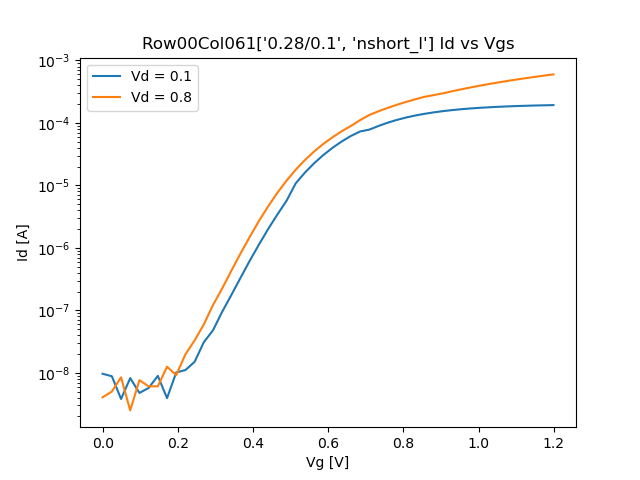 Row00Col061['0.28/0.1', 'nshort_l'] Id vs Vgs
Vd = 0.1
Vd = 0.8
Id [A]
10⁻³
10⁻⁴
10⁻⁵
10⁻⁶
10⁻⁷
10⁻⁸
0.0 0.2 0.4 0.6 0.8 1.0 1.2
Vg [V]